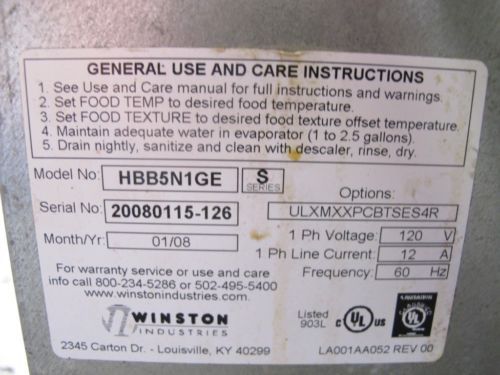 GENERAL USE AND CARE INSTRUCTIONS
1. See Use and Care manual for full instructions and warnings.
2. Set FOOD TEMP to desired food temperature.
3. Set FOOD TEXTURE to desired food texture offset temperature.
4. Maintain adequate water in evaporator (1 to 2.5 gallons).
5. Drain nightly, sanitize and clean with descaler, rinse, dry.
Model No: HBB5N1GE S SERIES
Options:
Serial No: 20080115-126 ULXMXXPCBTSES4R
Month/Yr: 01/08
1 Ph Voltage: 120 V
1 Ph Line Current: 12 A
Frequency: 60 Hz
For warranty service or use and care
info call 800-234-5286 or 502-495-5400
www.winstonindustries.com
WINSTON
INDUSTRIES
2345 Carton Dr. - Louisville, KY 40299
Listed
903L
C UL US
UL
LA001AA052 REV 00